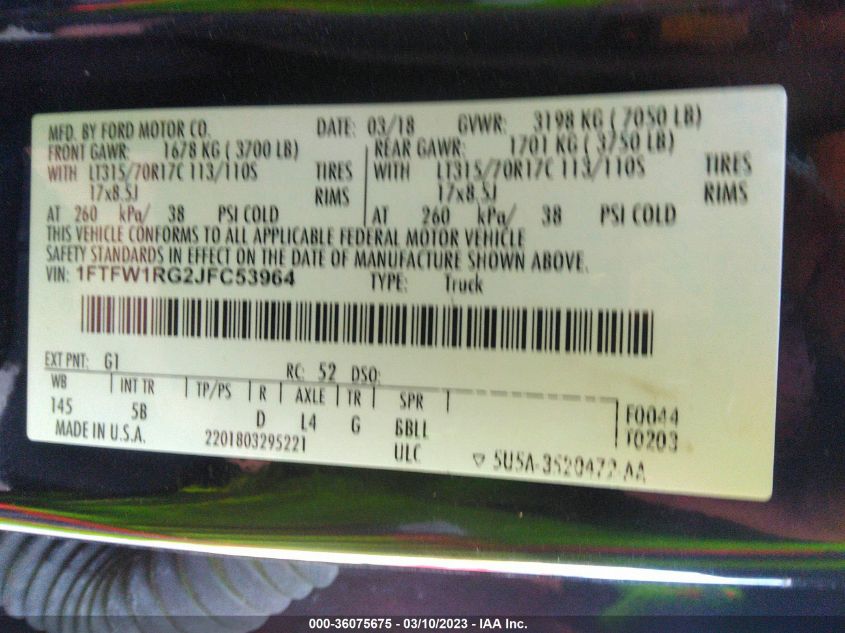 MFD. BY FORD MOTOR CO. DATE: 03/18 GVWR: 3198 KG ( 7050 LB)
FRONT GAWR: 1678 KG ( 3700 LB) REAR GAWR: 1701 KG ( 3750 LB)
WITH LT315/70R17C 113/110S TIRES WITH LT315/70R17C 113/110S TIRES
17x8.5J RIMS 17x8.5J RIMS
AT 260 kPa/ 38 PSI COLD AT 260 kPa/ 38 PSI COLD
THIS VEHICLE CONFORMS TO ALL APPLICABLE FEDERAL MOTOR VEHICLE
SAFETY STANDARDS IN EFFECT ON THE DATE OF MANUFACTURE SHOWN ABOVE.
VIN: 1FTFW1RG2JFC53964 TYPE: Truck
EXT PNT: G1 RC: 52 DSO:
WB INT TR TP/PS R AXLE TR SPR
145 5B D L4 G BBLL F0044
MADE IN U.S.A. 2201803295221 ULC T0203
▽ 5U5A-3520472 AA
000-36075675 - 03/10/2023 - IAA Inc.